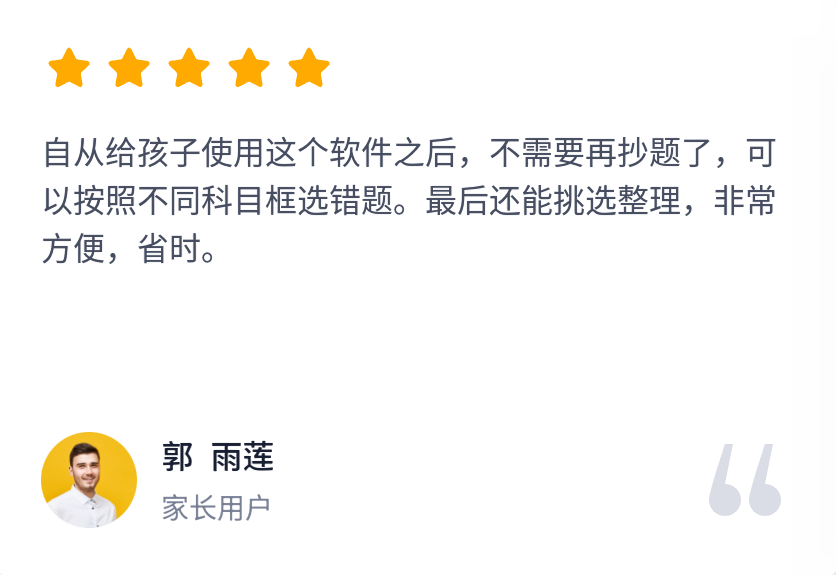 自从给孩子使用这个软件之后，不需要再抄题了，可
以按照不同科目框选错题。最后还能挑选整理，非常
方便，省时。
郭 雨莲
家长用户